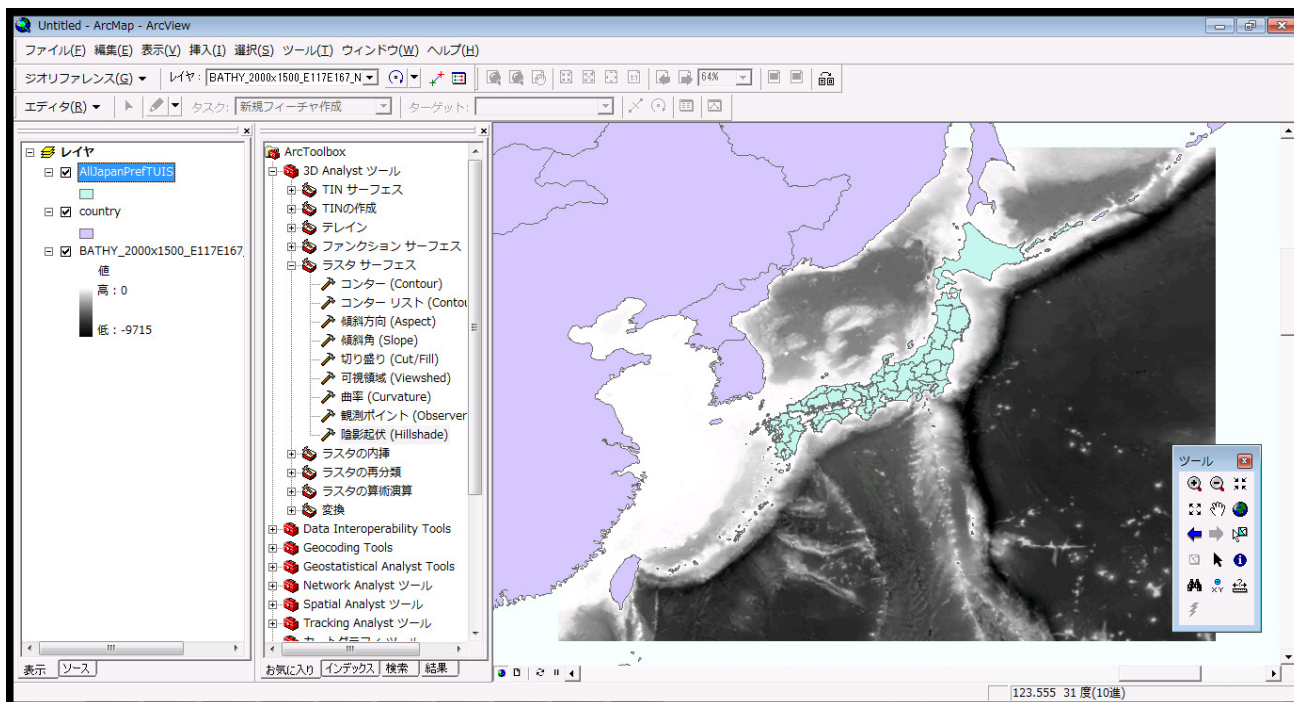 Untitled - ArcMap - ArcView
ファイル(F) 編集(E) 表示(V) 挿入(I) 選択(S) ツール(T) ウィンドウ(W) ヘルプ(H)
ジオリファレンス(G) レイヤ: BATHY_2000x1500_E117E167_N 64%
エディタ(R) タスク: 新規フィーチャ作成 ターゲット:
レイヤ
AllJapanPrefTUIS
country
BATHY_2000x1500_E117E167_
値
高 : 0
低 : -9715
表示 ソース
ArcToolbox
3D Analyst ツール
TIN サーフェス
TINの作成
テレイン
ファンクション サーフェス
ラスタ サーフェス
コンター (Contour)
コンター リスト (Contou
傾斜方向 (Aspect)
傾斜角 (Slope)
切り盛り (Cut/Fill)
可視領域 (Viewshed)
曲率 (Curvature)
観測ポイント (Observer
陰影起伏 (Hillshade)
ラスタの内挿
ラスタの再分類
ラスタの算術演算
変換
Data Interoperability Tools
Geocoding Tools
Geostatistical Analyst Tools
Network Analyst ツール
Spatial Analyst ツール
Tracking Analyst ツール
お気に入り インデックス 検索 結果
ツール
XY
123.555 31 度(10進)